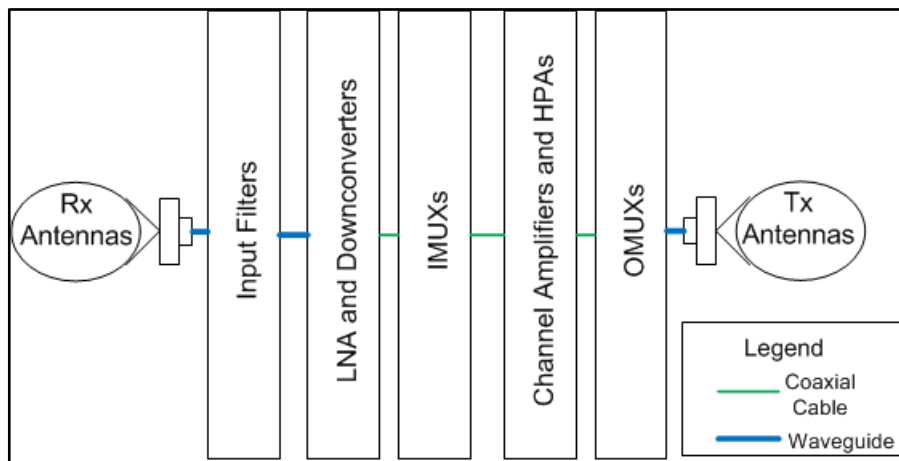 Rx
Antennas
Input Filters
LNA and Downconverters
IMUXs
Channel Amplifiers and HPAs
OMUXs
Tx
Antennas
Legend
Coaxial
Cable
Waveguide